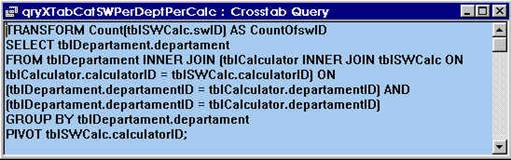 qryXTabCatSWPerDeptPerCalc : Crosstab Query
TRANSFORM Count(tblSWCalc.swID) AS CountOfswID
SELECT tblDepartament.departament
FROM tblDepartament INNER JOIN (tblCalculator INNER JOIN tblSWCalc ON
tblCalculator.calculatorID = tblSWCalc.calculatorID) ON
(tblDepartament.departamentID = tblCalculator.departamentID) AND
(tblDepartament.departamentID = tblCalculator.departamentID)
GROUP BY tblDepartament.departament
PIVOT tblSWCalc.calculatorID;